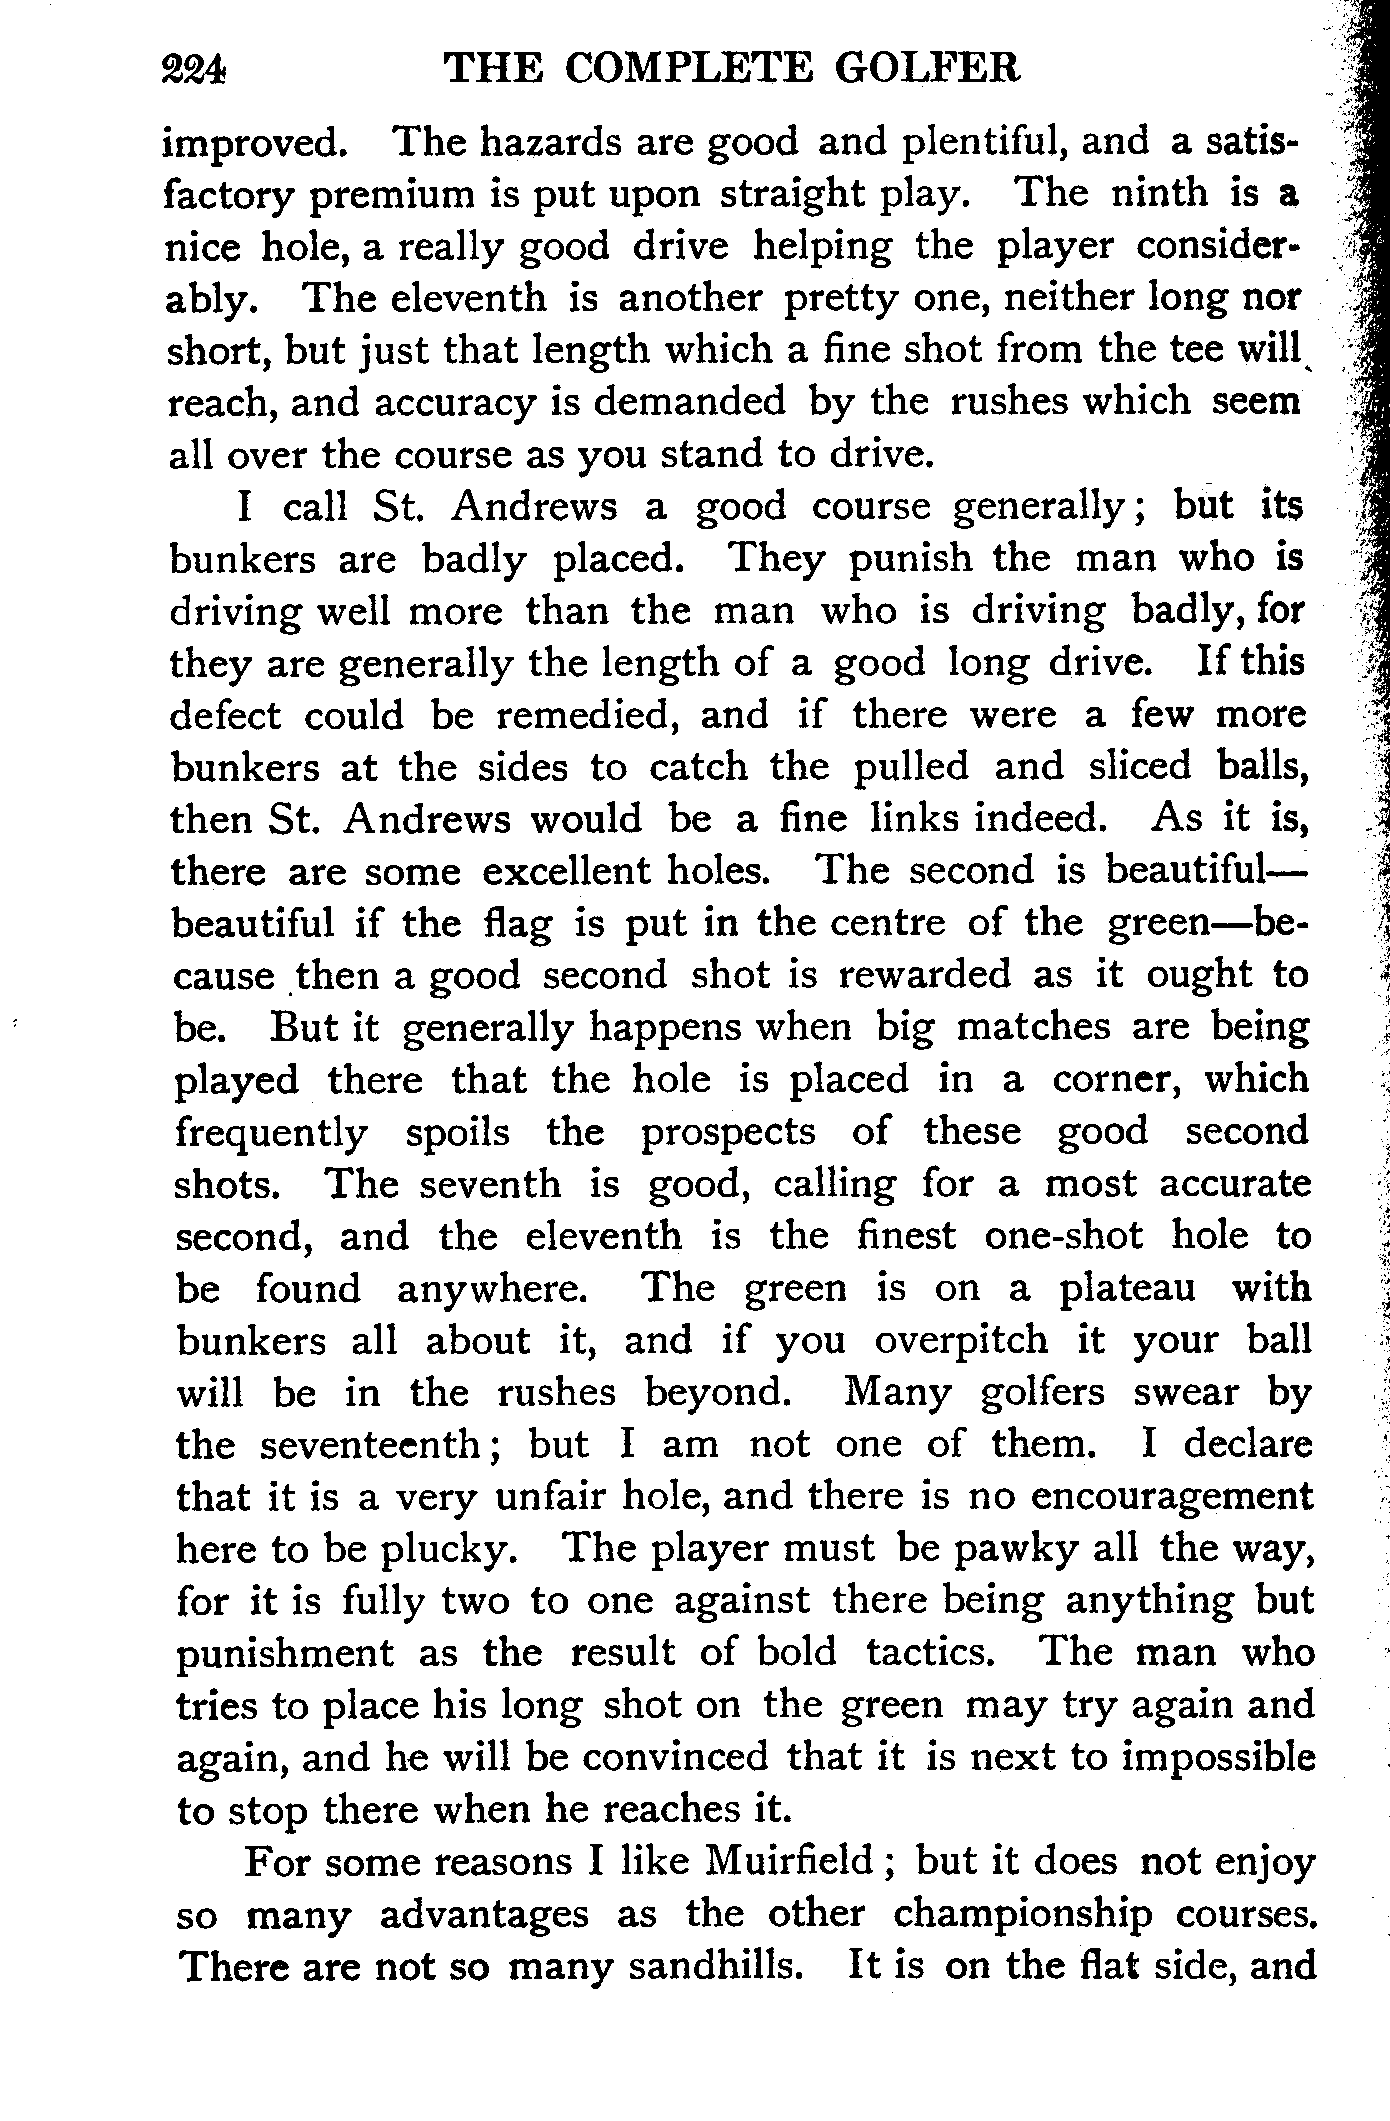 224 THE COMPLETE GOLFER
improved. The hazards are good and plentiful, and a satis-
factory premium is put upon straight play. The ninth is a
nice hole, a really good drive helping the player consider-
ably. The eleventh is another pretty one, neither long nor
short, but just that length which a fine shot from the tee will
reach, and accuracy is demanded by the rushes which seem
all over the course as you stand to drive.
I call St. Andrews a good course generally; but its
bunkers are badly placed. They punish the man who is
driving well more than the man who is driving badly, for
they are generally the length of a good long drive. If this
defect could be remedied, and if there were a few more
bunkers at the sides to catch the pulled and sliced balls,
then St. Andrews would be a fine links indeed. As it is,
there are some excellent holes. The second is beautiful—
beautiful if the flag is put in the centre of the green—be-
cause then a good second shot is rewarded as it ought to
be. But it generally happens when big matches are being
played there that the hole is placed in a corner, which
frequently spoils the prospects of these good second
shots. The seventh is good, calling for a most accurate
second, and the eleventh is the finest one-shot hole to
be found anywhere. The green is on a plateau with
bunkers all about it, and if you overpitch it your ball
will be in the rushes beyond. Many golfers swear by
the seventeenth; but I am not one of them. I declare
that it is a very unfair hole, and there is no encouragement
here to be plucky. The player must be pawky all the way,
for it is fully two to one against there being anything but
punishment as the result of bold tactics. The man who
tries to place his long shot on the green may try again and
again, and he will be convinced that it is next to impossible
to stop there when he reaches it.
For some reasons I like Muirfield; but it does not enjoy
so many advantages as the other championship courses.
There are not so many sandhills. It is on the flat side, and